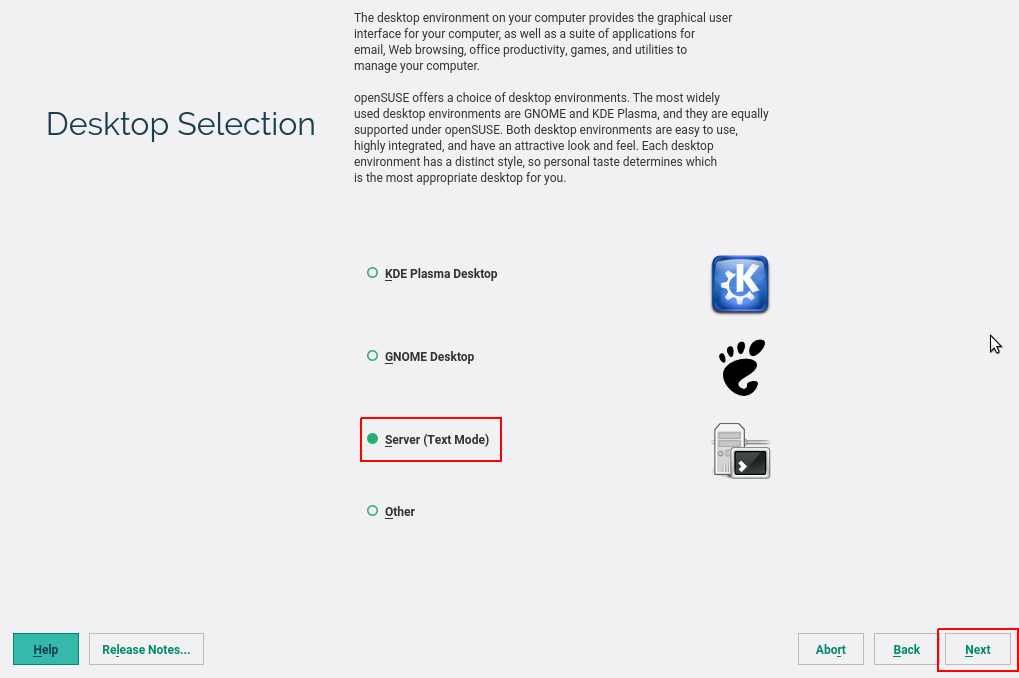 The desktop environment on your computer provides the graphical user
interface for your computer, as well as a suite of applications for
email, Web browsing, office productivity, games, and utilities to
manage your computer.
openSUSE offers a choice of desktop environments. The most widely
used desktop environments are GNOME and KDE Plasma, and they are equally
supported under openSUSE. Both desktop environments are easy to use,
highly integrated, and have an attractive look and feel. Each desktop
environment has a distinct style, so personal taste determines which
is the most appropriate desktop for you.
Desktop Selection
KDE Plasma Desktop
GNOME Desktop
Server (Text Mode)
Other
Help
Release Notes...
Abort
Back
Next